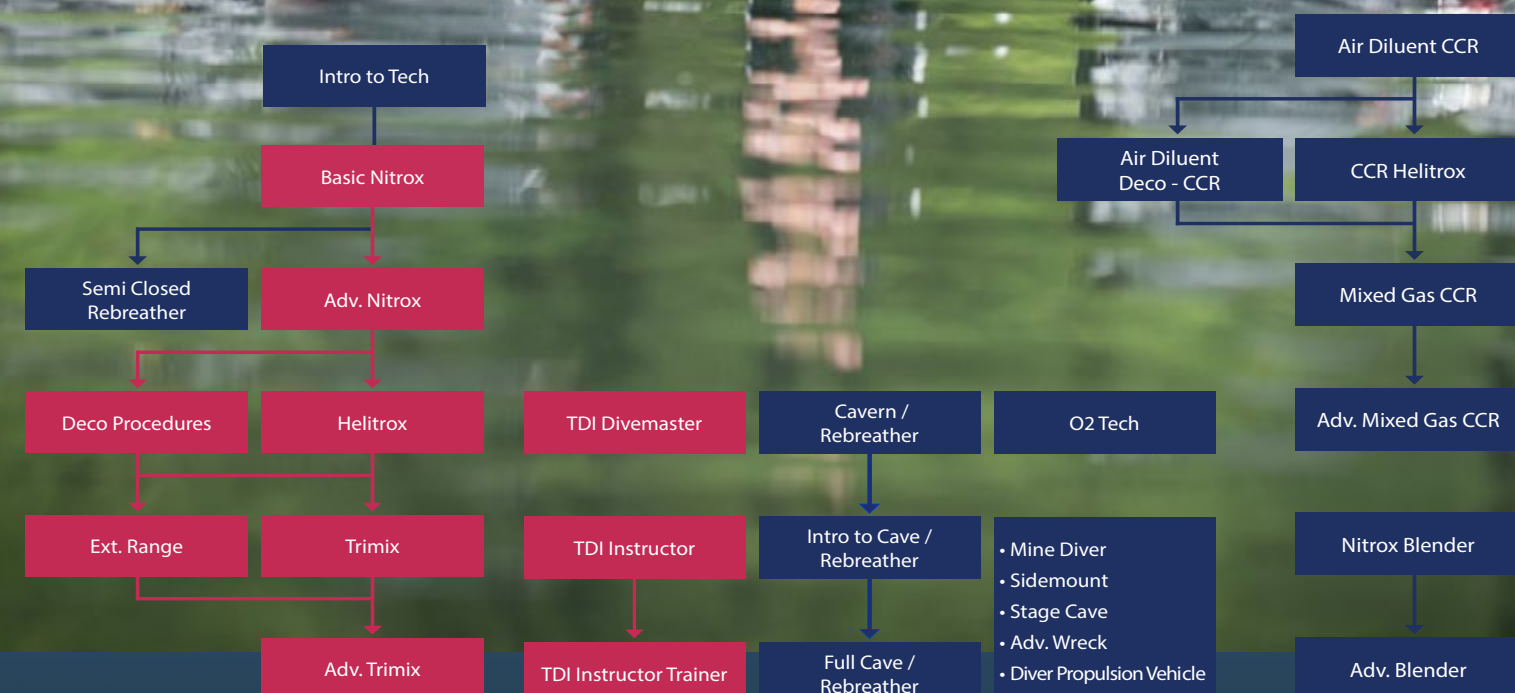 Intro to Tech
Basic Nitrox
Semi Closed
Rebreather
Adv. Nitrox
Deco Procedures
Helitrox
Ext. Range
Trimix
Adv. Trimix
TDI Divemaster
TDI Instructor
TDI Instructor Trainer
Cavern /
Rebreather
Intro to Cave /
Rebreather
Full Cave /
Rebreather
O2 Tech
• Mine Diver
• Sidemount
• Stage Cave
• Adv. Wreck
• Diver Propulsion Vehicle
Air Diluent CCR
Air Diluent
Deco - CCR
CCR Helitrox
Mixed Gas CCR
Adv. Mixed Gas CCR
Nitrox Blender
Adv. Blender